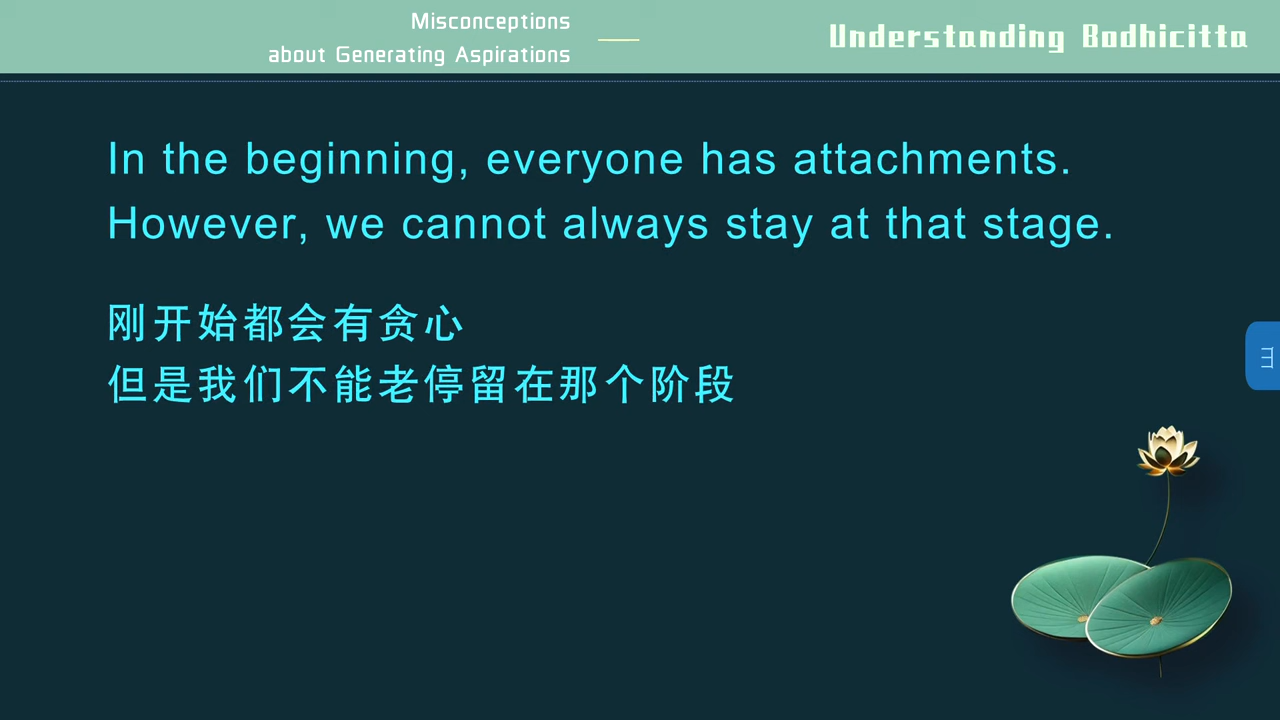 Misconceptions
about Generating Aspirations
Understanding Bodhicitta
In the beginning, everyone has attachments.
However, we cannot always stay at that stage.
刚开始都会有贪心
但是我们不能老停留在那个阶段